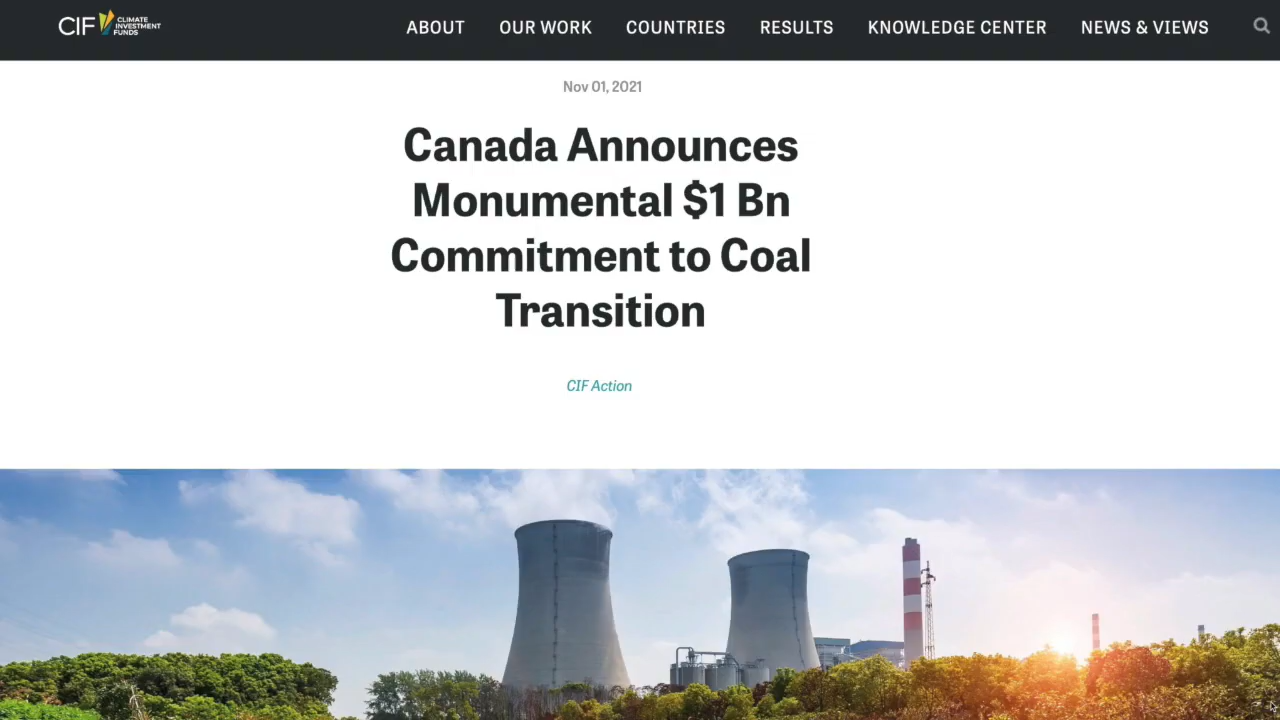 CIF
CLIMATE
INVESTMENT
FUNDS
ABOUT OUR WORK COUNTRIES RESULTS KNOWLEDGE CENTER NEWS & VIEWS
Nov 01, 2021
Canada Announces
Monumental $1 Bn
Commitment to Coal
Transition
CIF Action